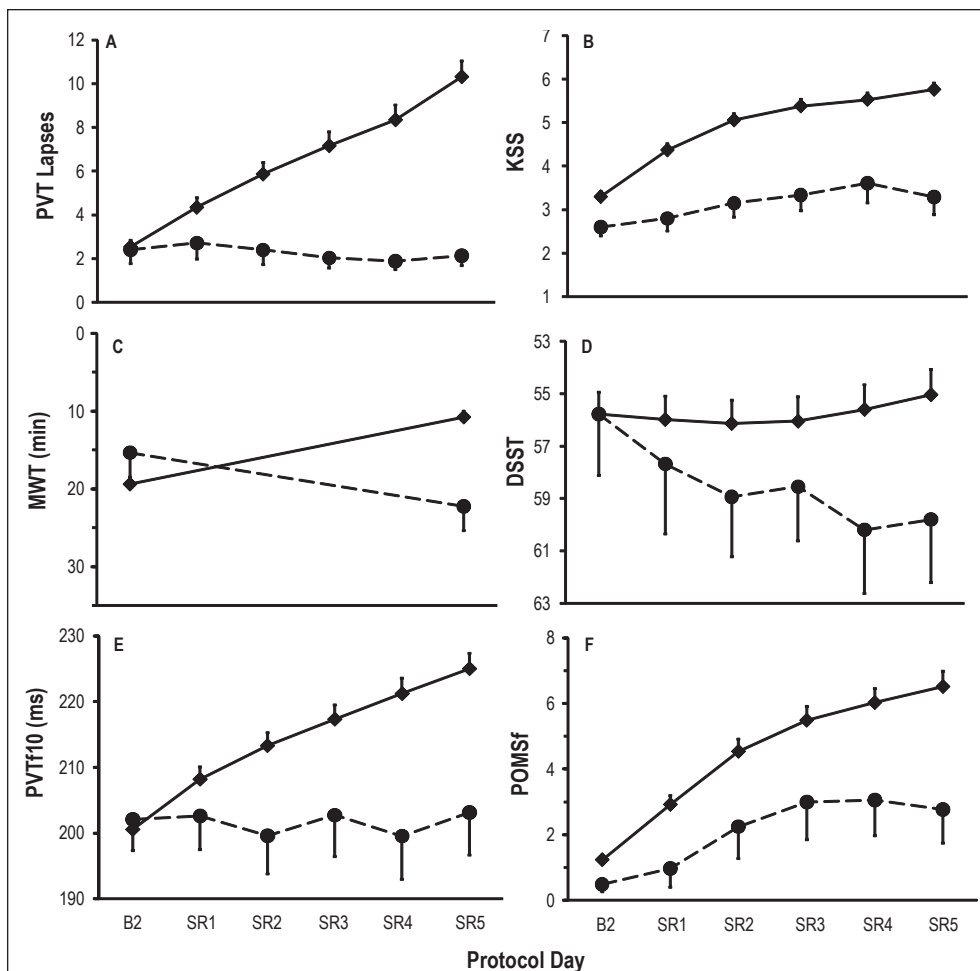 A
PVT Lapses
12
10
8
6
4
2
0
B
KSS
7
6
5
4
3
2
1
C
MWT (min)
0
10
20
30
D
DSST
53
55
57
59
61
63
E
PVTf10 (ms)
230
220
210
200
190
B2 SR1 SR2 SR3 SR4 SR5
F
POMSf
8
6
4
2
0
B2 SR1 SR2 SR3 SR4 SR5
Protocol Day